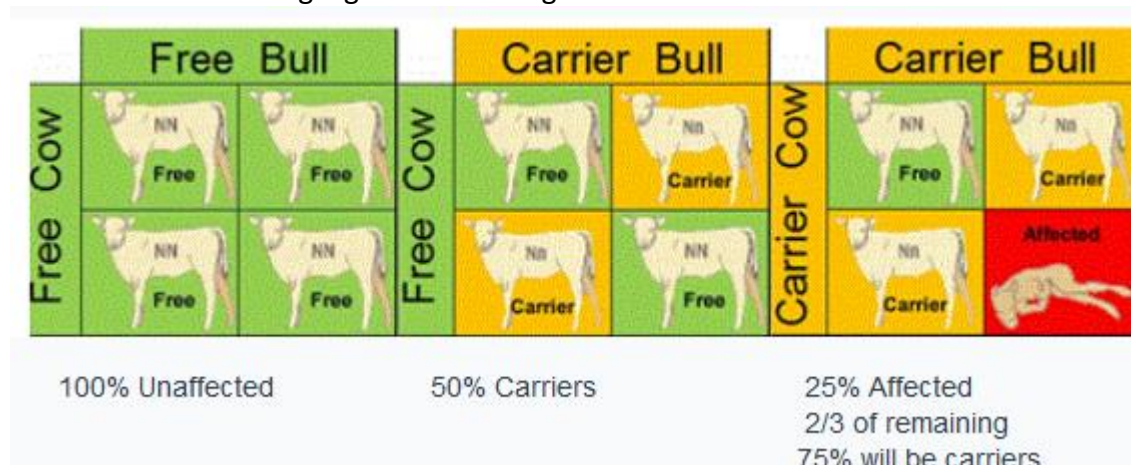 Free Bull
Free Cow
NN
Free
NN
Free
NN
Free
NN
Free
Carrier Bull
Free Cow
NN
Free
Nn
Carrier
Nn
Carrier
NN
Free
Carrier Bull
Carrier Cow
NN
Free
Nn
Carrier
Nn
Carrier
Affected
100% Unaffected
50% Carriers
25% Affected
2/3 of remaining
75% will be carriers